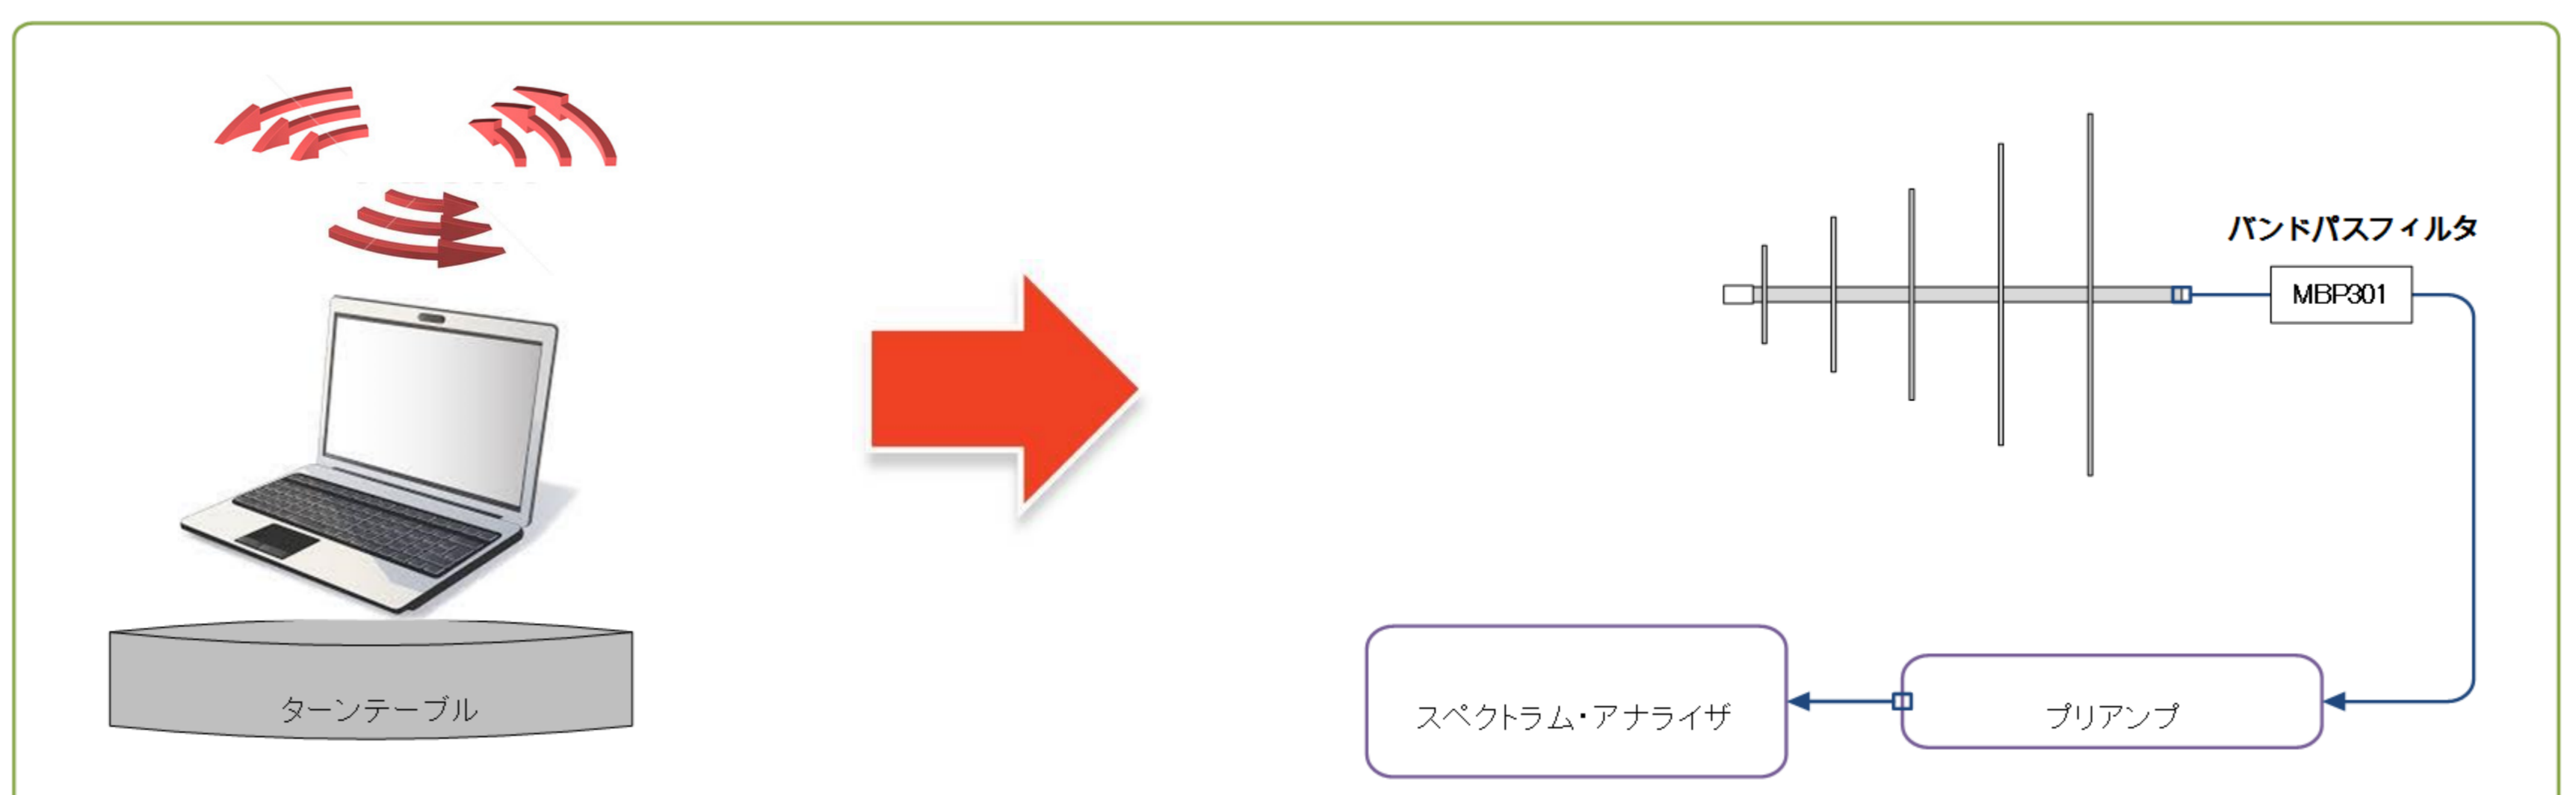 バンドパスフィルタ
MBP301
ターンテーブル
スペクトラム・アナライザ
プリアンプ